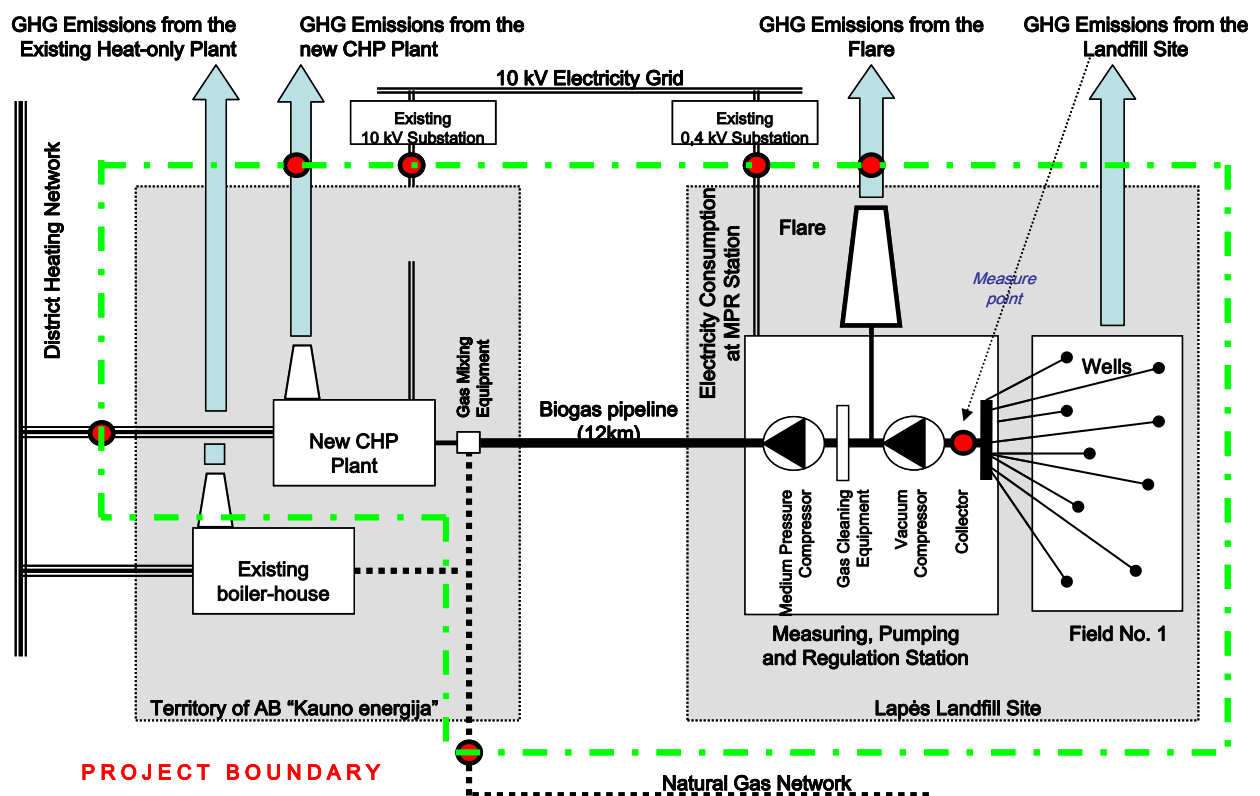 GHG Emissions from the
Existing Heat-only Plant
GHG Emissions from the
new CHP Plant
GHG Emissions from the
Flare
GHG Emissions from the
Landfill Site
10 kV Electricity Grid
Existing
10 kV Substation
Existing
0,4 kV Substation
District Heating Network
Electricity Consumption
at MPR Station
Flare
Measure
point
Wells
Gas Mixing
Equipment
Biogas pipeline
(12km)
New CHP
Plant
Medium Pressure
Compressor
Gas Cleaning
Equipment
Vacuum
Compressor
Collector
Existing
boiler-house
Measuring, Pumping
and Regulation Station
Field No. 1
Territory of AB “Kauno energija”
Lapės Landfill Site
PROJECT BOUNDARY
Natural Gas Network